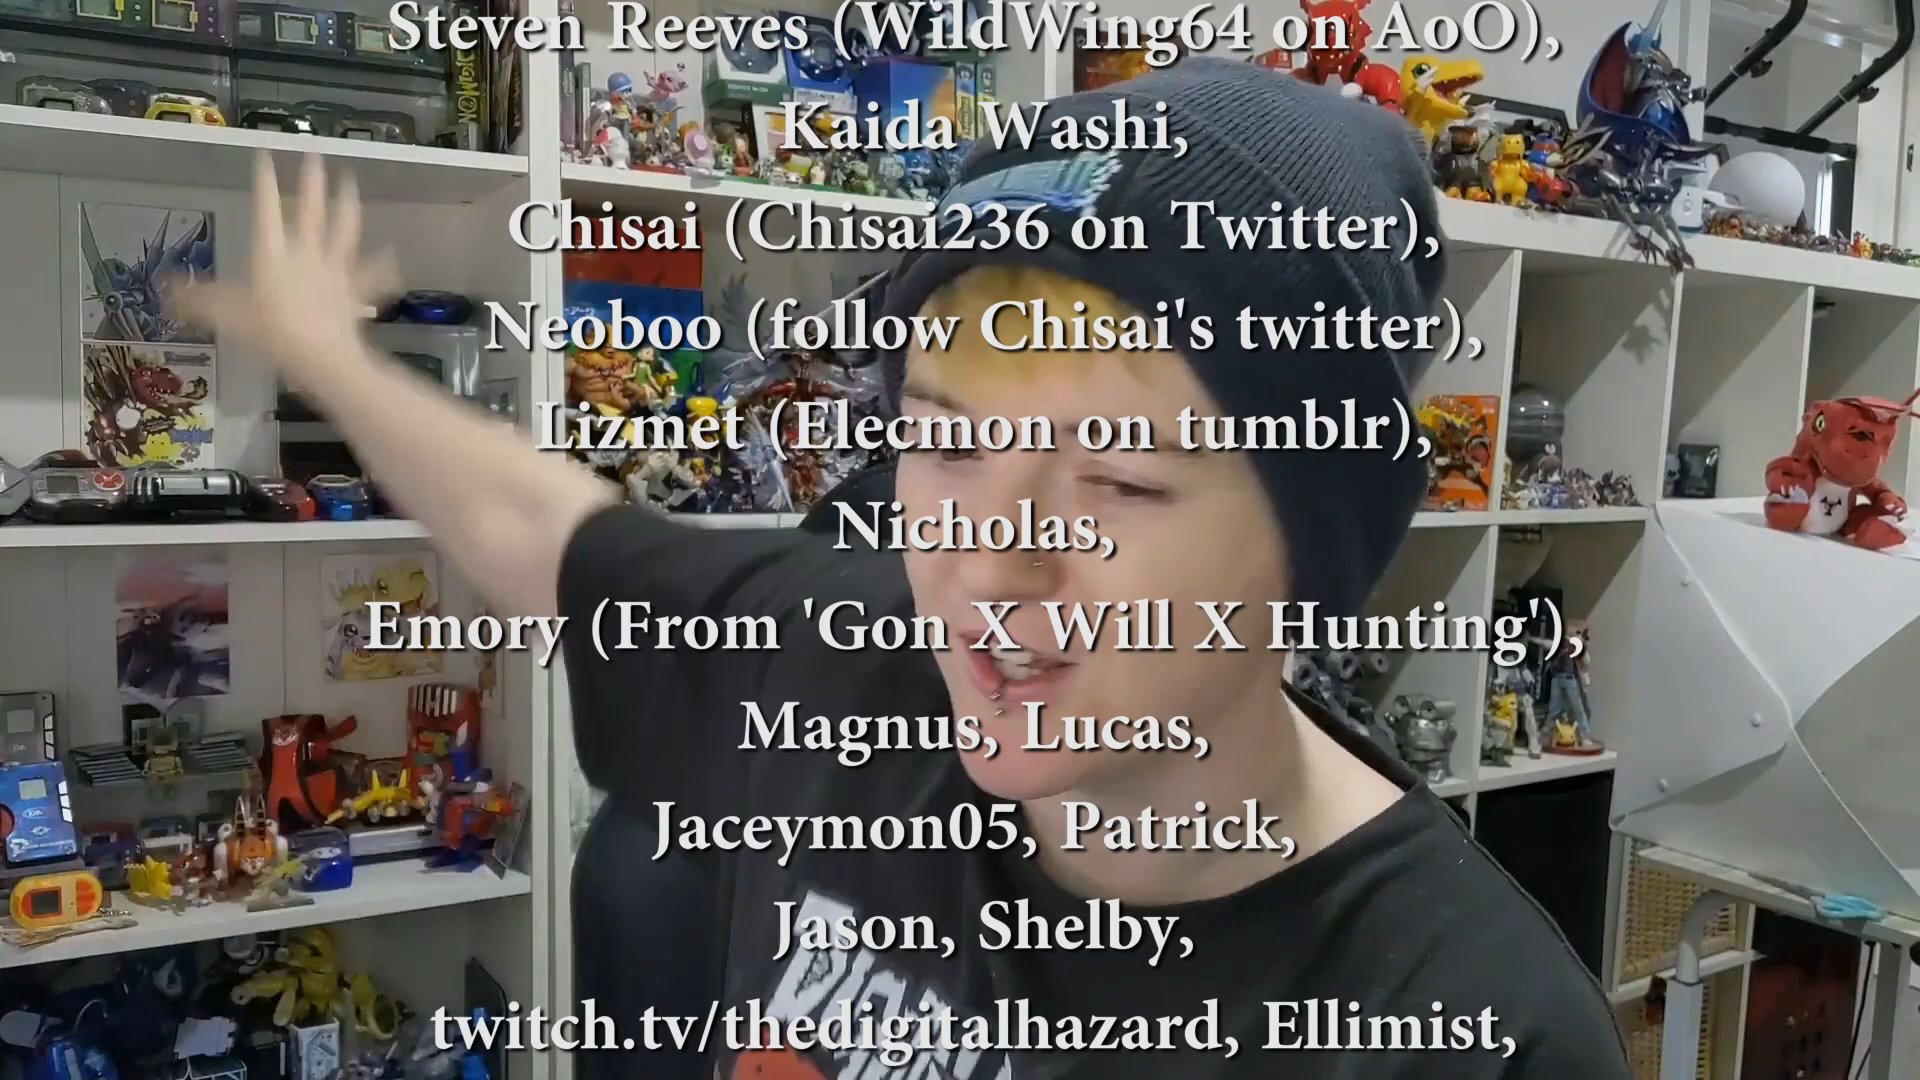 Steven Reeves (WildWing64 on AoO),
Kaida Washi,
Chisai (Chisai236 on Twitter),
Neoboo (follow Chisai's twitter),
Lizmet (Elecmon on tumblr),
Nicholas,
Emory (From 'Gon X Will X Hunting'),
Magnus, Lucas,
Jaceymon05, Patrick,
Jason, Shelby,
twitch.tv/thedigitalhazard, Ellimist,